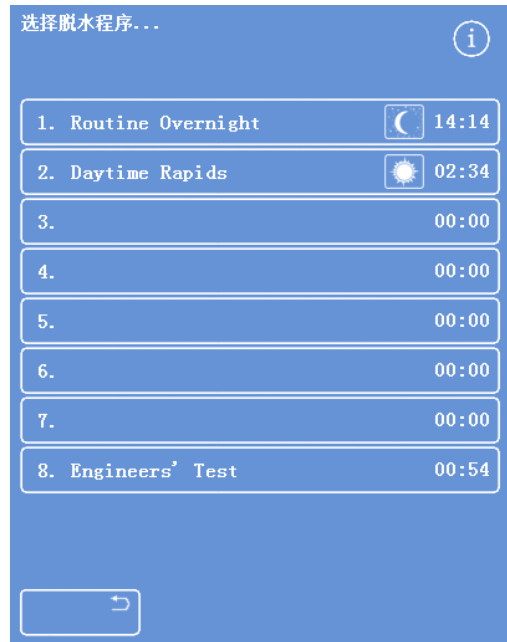 选择脱水程序...
i
1. Routine Overnight 14:14
2. Daytime Rapids 02:34
3. 00:00
4. 00:00
5. 00:00
6. 00:00
7. 00:00
8. Engineers' Test 00:54